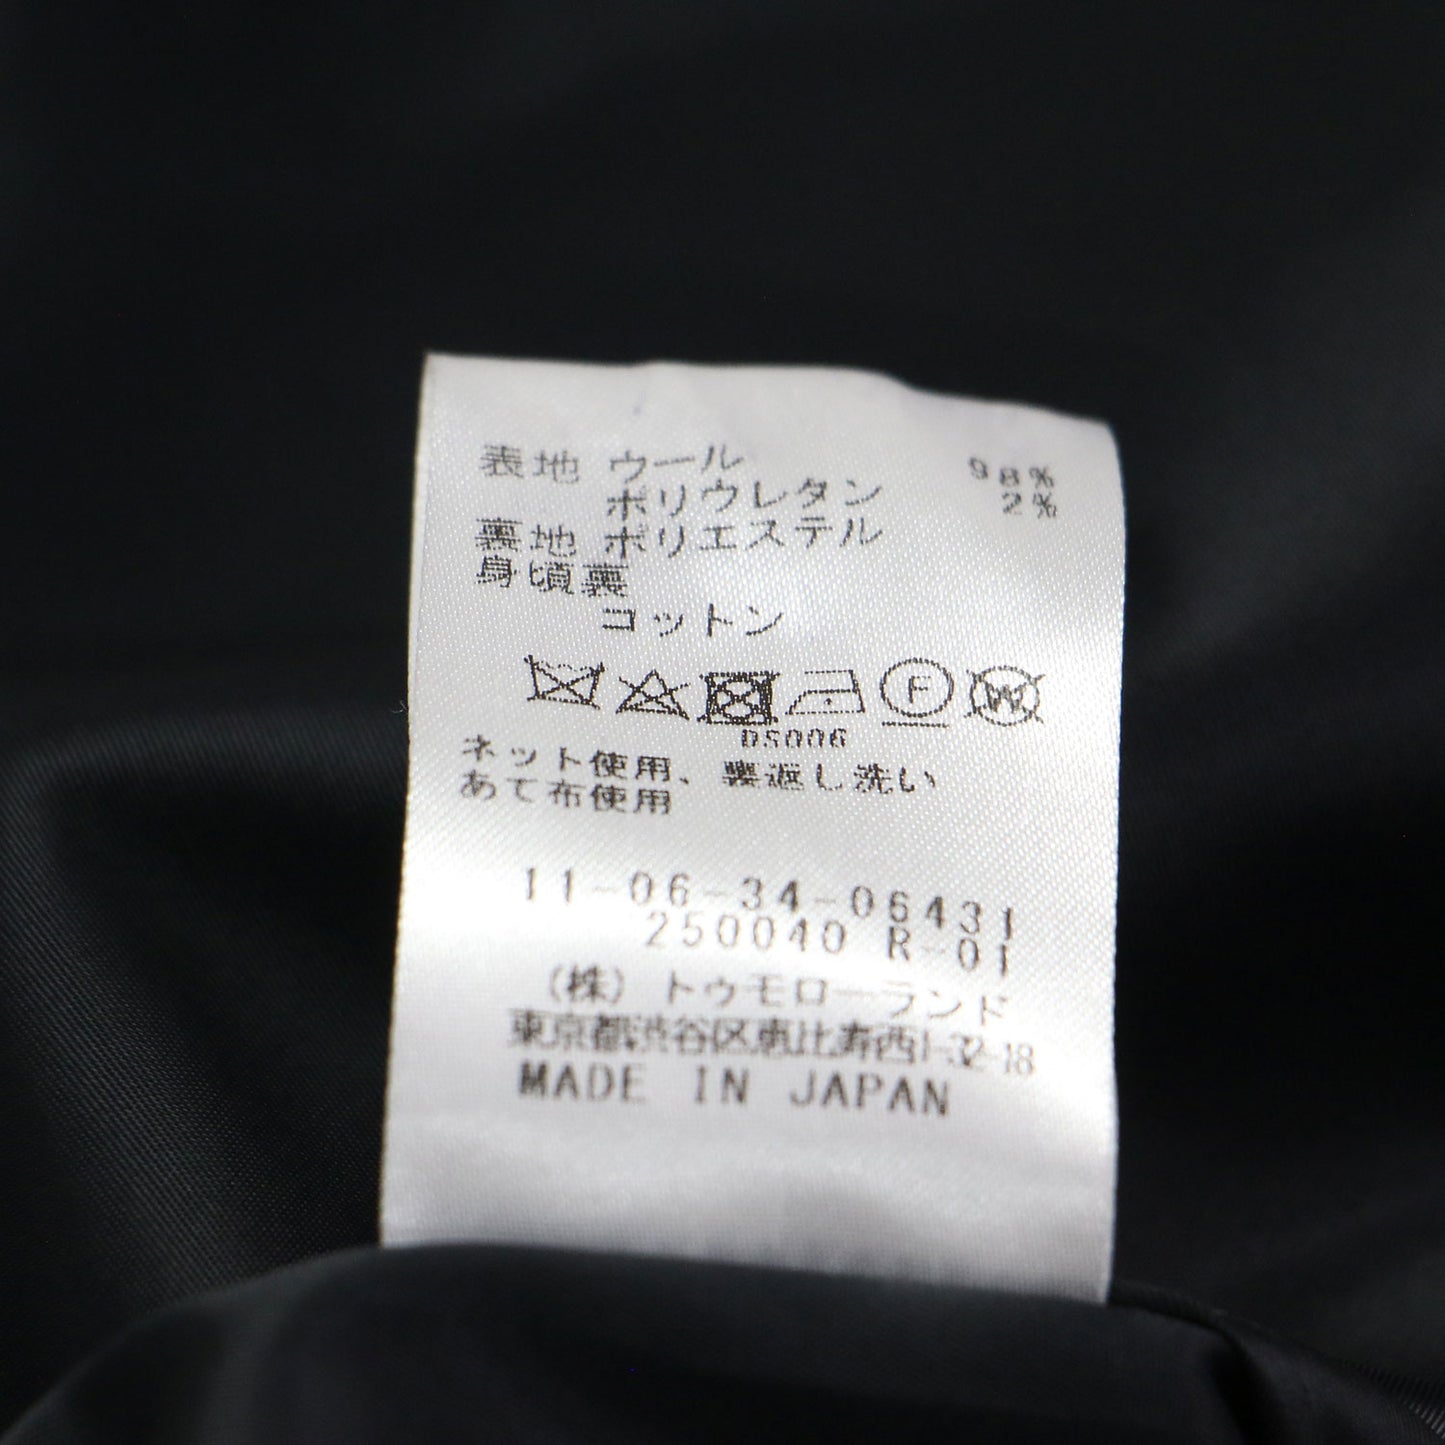 表地 ウール 98%
ポリウレタン 2%
裏地 ポリエステル
身頃裏
コットン
F W
DS006
ネット使用、裏返し洗い
あて布使用
11-06-34-06431
250040 R-01
(株) トゥモローランド
東京都渋谷区恵比寿西1-32-18
MADE IN JAPAN